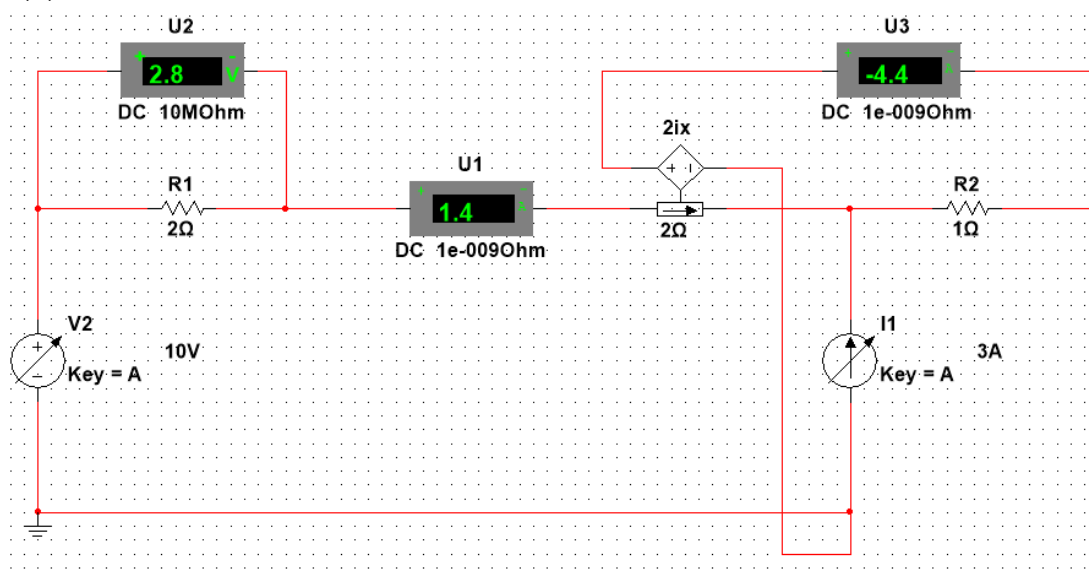 U2
+ 2.8 V -
DC 10MOhm
U3
+ -4.4 A -
DC 1e-009Ohm
2ix
+ -
R1
2Ω
U1
+ 1.4 A -
DC 1e-009Ohm
2Ω
R2
1Ω
V2
+
-
10V
Key = A
I1
3A
Key = A